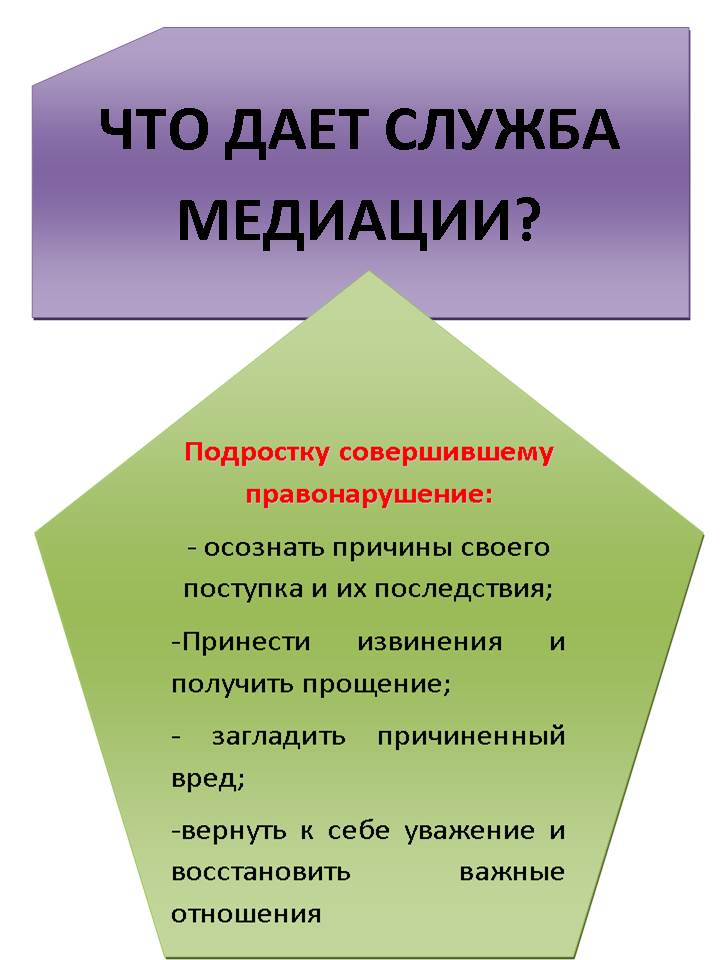 ЧТО ДАЕТ СЛУЖБА
МЕДИАЦИИ?
Подростку совершившему
правонарушение:
- осознать причины своего
поступка и их последствия;
-Принести извинения и
получить прощение;
- загладить причиненный
вред;
-вернуть к себе уважение и
восстановить важные
отношения